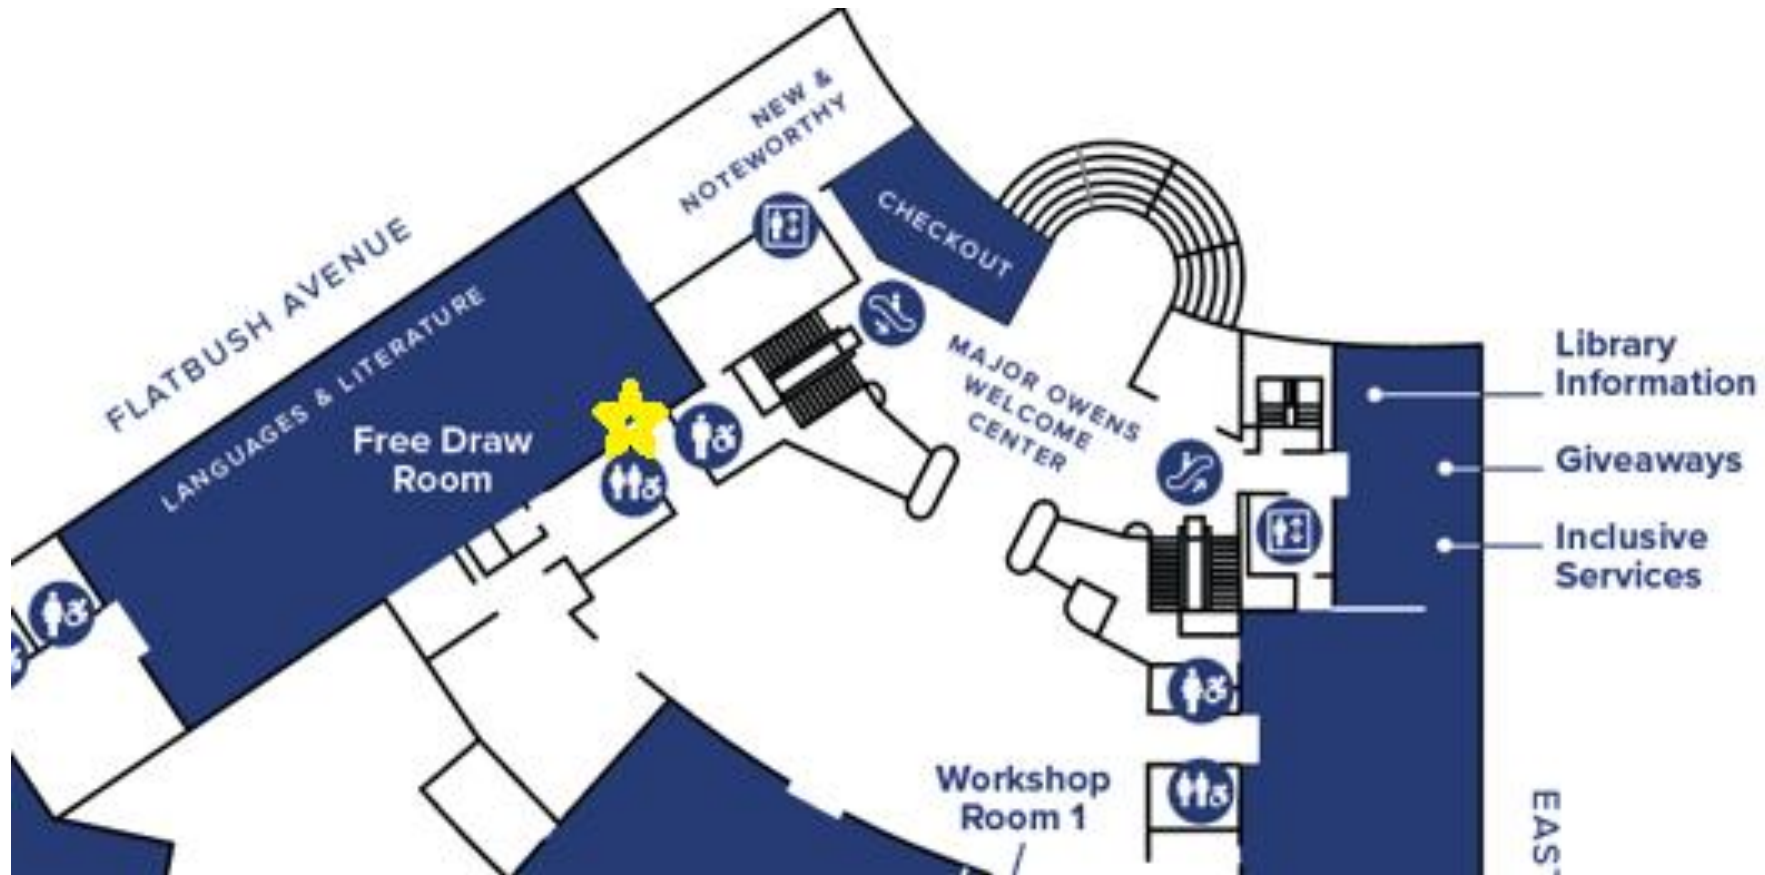 NEW &
NOTEWORTHY
CHECKOUT
FLATBUSH AVENUE
LANGUAGES & LITERATURE
Free Draw
Room
MAJOR OWENS
WELCOME
CENTER
Library
Information
Giveaways
Inclusive
Services
Workshop
Room 1
EAST